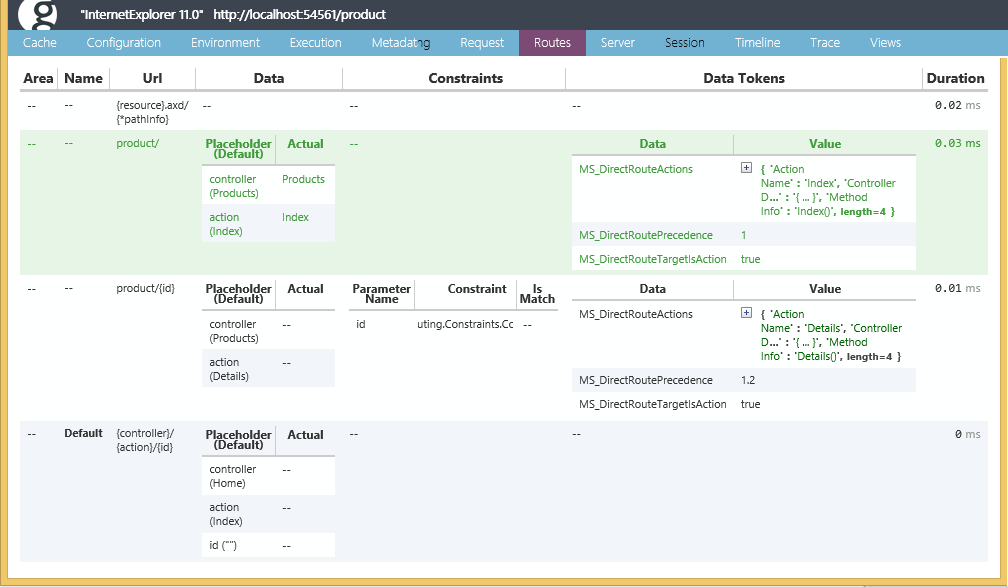 "InternetExplorer 11.0" http://localhost:54561/product
Cache Configuration Environment Execution Metadatang Request Routes Server Session Timeline Trace Views
Area Name Url Data Constraints Data Tokens Duration
-- -- {resource}.axd/ -- -- -- 0.02 ms
{*pathInfo}
-- -- product/ Placeholder Actual -- Data Value 0.03 ms
(Default)
controller Products MS_DirectRouteActions { "Action
(Products) Name" : "Index", "Controller
D..." : "{ ... }", "Method
action Index Info" : "Index()", length=4 }
(Index)
MS_DirectRoutePrecedence 1
MS_DirectRouteTargetIsAction true
-- -- product/{id} Placeholder Actual Parameter Constraint Is Data Value 0.01 ms
(Default) Name Match
controller -- id uting.Constraints.Cc -- MS_DirectRouteActions { "Action
(Products) Name" : "Details", "Controller
D..." : "{ ... }", "Method
action -- Info" : "Details()", length=4 }
(Details)
MS_DirectRoutePrecedence 1.2
MS_DirectRouteTargetIsAction true
-- Default {controller}/ Placeholder Actual -- -- 0 ms
{action}/{id} (Default)
controller --
(Home)
action --
(Index)
id ("") --